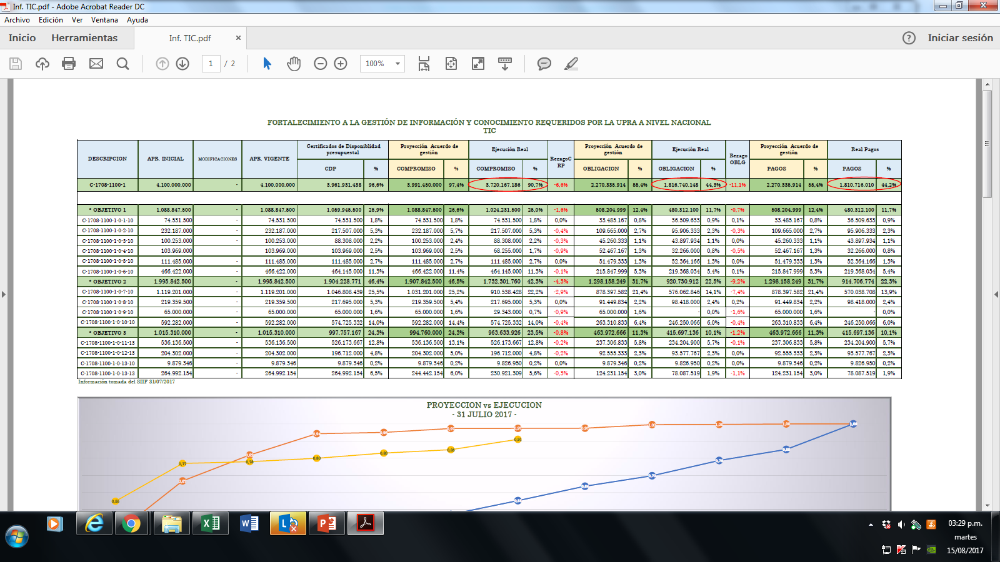 Inf. TIC.pdf - Adobe Acrobat Reader DC
Archivo Edición Ver Ventana Ayuda
Inicio Herramientas Inf. TIC.pdf × ? Iniciar sesión
1 / 2 100%
FORTALECIMIENTO A LA GESTIÓN DE INFORMACIÓN Y CONOCIMIENTO REQUERIDOS POR LA UPRA A NIVEL NACIONAL
TIC
DESCRIPCION APR. INICIAL MODIFICACIONES APR. VIGENTE Certificados de Disponiblidad presupuestal Proyección Acuerdo de gestión Ejecución Real RezagoCRP Proyección Acuerdo de gestión Ejecución Real Rezago OBLG Proyección Acuerdo de gestión Real Pagos
CDP % COMPROMISO % COMPROMISO % OBLIGACION % OBLIGACION % PAGOS % PAGOS %
C-1708-1100-1 4.100.000.000 - 4.100.000.000 3.961.931.438 96,6% 3.991.450.000 97,4% 3.720.167.186 90,7% -6,6% 2.270.335.914 55,4% 1.816.740.148 44,3% -11,1% 2.270.335.914 55,4% 1.810.716.010 44,2%
* OBJETIVO 1 1.088.847.500 - 1.088.847.500 1.059.945.500 25,9% 1.088.847.500 26,6% 1.024.231.500 25,0% -1,6% 508.204.999 12,4% 480.312.100 11,7% -0,7% 508.204.999 12,4% 480.312.100 11,7%
C-1708-1100-1-0-1-10 74.531.500 - 74.531.500 74.531.500 1,8% 74.531.500 1,8% 74.531.500 1,8% 0,0% 33.485.167 0,8% 36.509.633 0,9% 0,1% 33.485.167 0,8% 36.509.633 0,9%
C-1708-1100-1-0-2-10 232.187.000 - 232.187.000 217.507.000 5,3% 232.187.000 5,7% 217.507.000 5,3% -0,4% 109.665.000 2,7% 95.906.333 2,3% -0,3% 109.665.000 2,7% 95.906.333 2,3%
C-1708-1100-1-0-3-10 100.253.000 - 100.253.000 88.308.000 2,2% 100.253.000 2,4% 88.308.000 2,2% -0,3% 45.260.333 1,1% 43.897.934 1,1% 0,0% 45.260.333 1,1% 43.897.934 1,1%
C-1708-1100-1-0-4-10 103.969.000 - 103.969.000 103.969.000 2,5% 103.969.000 2,5% 68.255.000 1,7% -0,9% 52.467.167 1,3% 32.266.000 0,8% -0,5% 52.467.167 1,3% 32.266.000 0,8%
C-1708-1100-1-0-5-10 111.485.000 - 111.485.000 111.485.000 2,7% 111.485.000 2,7% 111.485.000 2,7% 0,0% 51.479.333 1,3% 52.364.166 1,3% 0,0% 51.479.333 1,3% 52.364.166 1,3%
C-1708-1100-1-0-6-10 466.422.000 - 466.422.000 464.145.000 11,3% 466.422.000 11,4% 464.145.000 11,3% -0,1% 215.847.999 5,3% 219.368.034 5,4% 0,1% 215.847.999 5,3% 219.368.034 5,4%
* OBJETIVO 2 1.995.842.500 - 1.995.842.500 1.904.228.771 46,4% 1.907.842.500 46,5% 1.732.301.760 42,3% -4,3% 1.298.158.249 31,7% 920.730.912 22,5% -9,2% 1.298.158.249 31,7% 914.706.774 22,3%
C-1708-1100-1-0-7-10 1.119.201.000 - 1.119.201.000 1.046.808.439 25,5% 1.031.201.000 25,2% 910.538.428 22,2% -2,9% 878.397.582 21,4% 576.062.846 14,1% -7,4% 878.397.582 21,4% 570.038.708 13,9%
C-1708-1100-1-0-8-10 219.359.500 - 219.359.500 217.695.000 5,3% 219.359.500 5,4% 217.695.000 5,3% 0,0% 91.449.834 2,2% 98.418.000 2,4% 0,2% 91.449.834 2,2% 98.418.000 2,4%
C-1708-1100-1-0-9-10 65.000.000 - 65.000.000 65.000.000 1,6% 65.000.000 1,6% 29.343.000 0,7% -0,9% 65.000.000 1,6% - 0,0% -1,6% 65.000.000 1,6% - 0,0%
C-1708-1100-1-0-10-10 592.282.000 - 592.282.000 574.725.332 14,0% 592.282.000 14,4% 574.725.332 14,0% -0,4% 263.310.833 6,4% 246.250.066 6,0% -0,4% 263.310.833 6,4% 246.250.066 6,0%
* OBJETIVO 3 1.015.310.000 - 1.015.310.000 997.757.167 24,3% 994.760.000 24,3% 963.633.926 23,5% -0,8% 463.972.666 11,3% 415.697.136 10,1% -1,2% 463.972.666 11,3% 415.697.136 10,1%
C-1708-1100-1-0-11-13 536.136.500 - 536.136.500 526.173.667 12,8% 536.136.500 13,1% 526.173.667 12,8% -0,2% 237.306.833 5,8% 234.204.900 5,7% -0,1% 237.306.833 5,8% 234.204.900 5,7%
C-1708-1100-1-0-12-13 204.302.000 - 204.302.000 196.712.000 4,8% 204.302.000 5,0% 196.712.000 4,8% -0,2% 92.555.333 2,3% 93.577.767 2,3% 0,0% 92.555.333 2,3% 93.577.767 2,3%
C-1708-1100-1-0-13-10 9.879.346 - 9.879.346 9.879.346 0,2% 9.879.346 0,2% 9.826.950 0,2% 0,0% 9.879.346 0,2% 9.826.950 0,2% 0,0% 9.879.346 0,2% 9.826.950 0,2%
C-1708-1100-1-0-13-13 264.992.154 - 264.992.154 264.992.154 6,5% 244.442.154 6,0% 230.921.309 5,6% -0,3% 124.231.154 3,0% 78.087.519 1,9% -1,1% 124.231.154 3,0% 78.087.519 1,9%
Información tomada del SIIF 31/07/2017
PROYECCION vs EJECUCION
- 31 JULIO 2017 -
1,00 1,00 1,00 1,00
0,91
0,77 0,78 0,80 0,83 0,85
0,67 0,70
0,55
03:29 p.m.
martes
15/08/2017